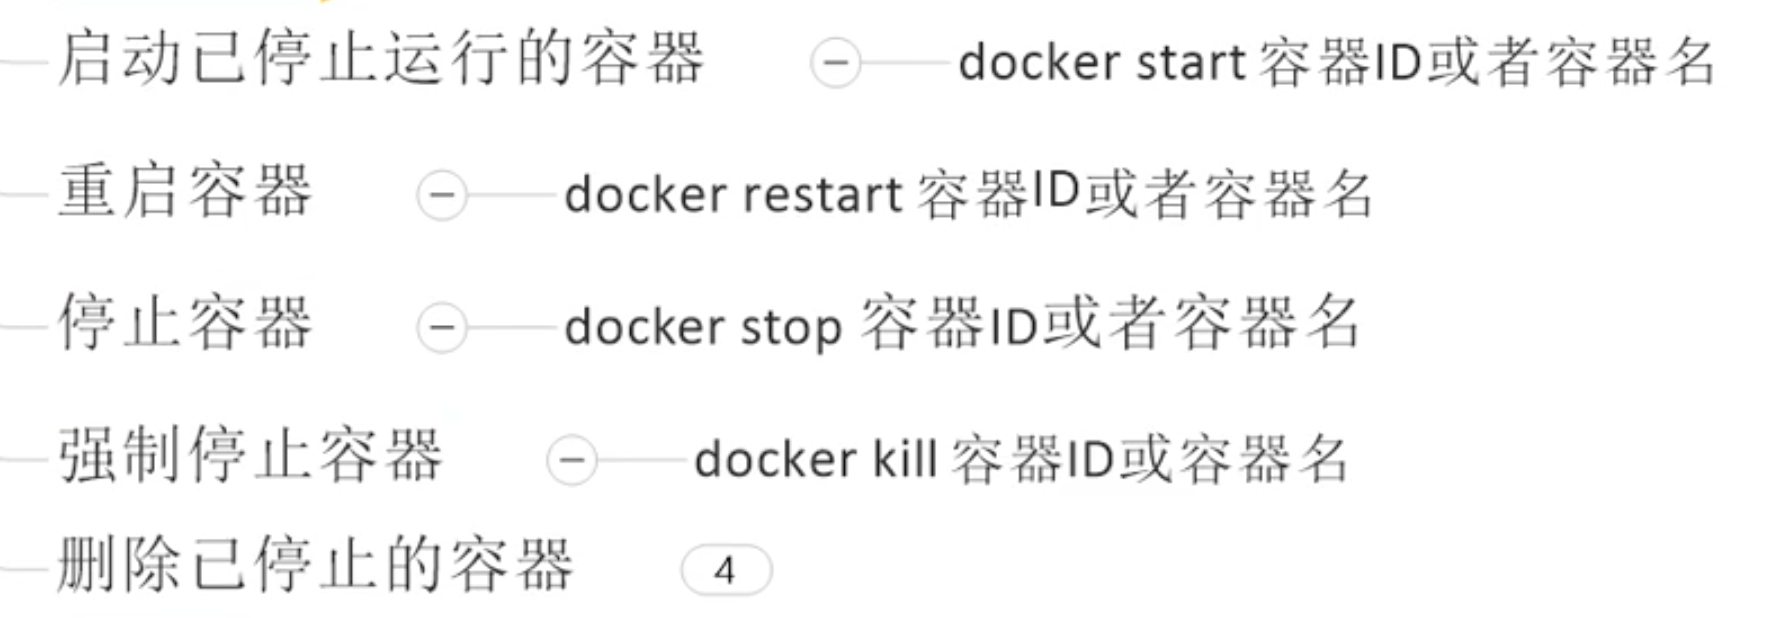 启动已停止运行的容器 docker start 容器ID或者容器名
重启容器 docker restart 容器ID或者容器名
停止容器 docker stop 容器ID或者容器名
强制停止容器 docker kill 容器ID或容器名
删除已停止的容器 4